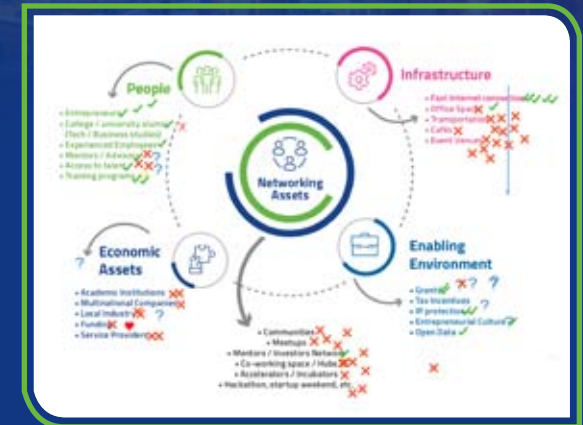 People
• Entrepreneurs
• College / university alumni
(Tech / Business studies)
• Experienced Employees
• Mentors / Advisors
• Access to talent
• Training programs
Infrastructure
• Fast Internet connection
• Office Space
• Transportation
• Cafés
• Event Venues
Networking
Assets
Economic
Assets
• Academic Institutions
• Multinational Companies
• Local Industry
• Funding
• Service Providers
Enabling
Environment
• Grants
• Tax Incentives
• IP protection
• Entrepreneurial Culture
• Open Data
• Communities
• Meetups
• Mentors / Investors Network
• Co-working space / Hubs
• Accelerators / Incubators
• Hackathon, startup weekend, etc.